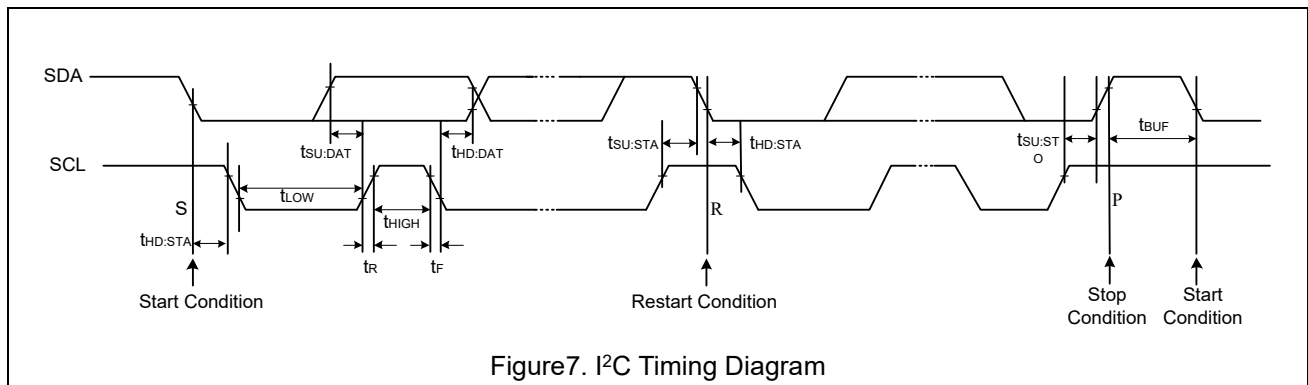 SDA
tSU:DAT
tHD:DAT
tSU:STA
tHD:STA
tSU:ST
O
tBUF
SCL
S
tLOW
tHIGH
R
P
tHD:STA
tR
tF
Start Condition
Restart Condition
Stop
Condition
Start
Condition
Figure7. I²C Timing Diagram